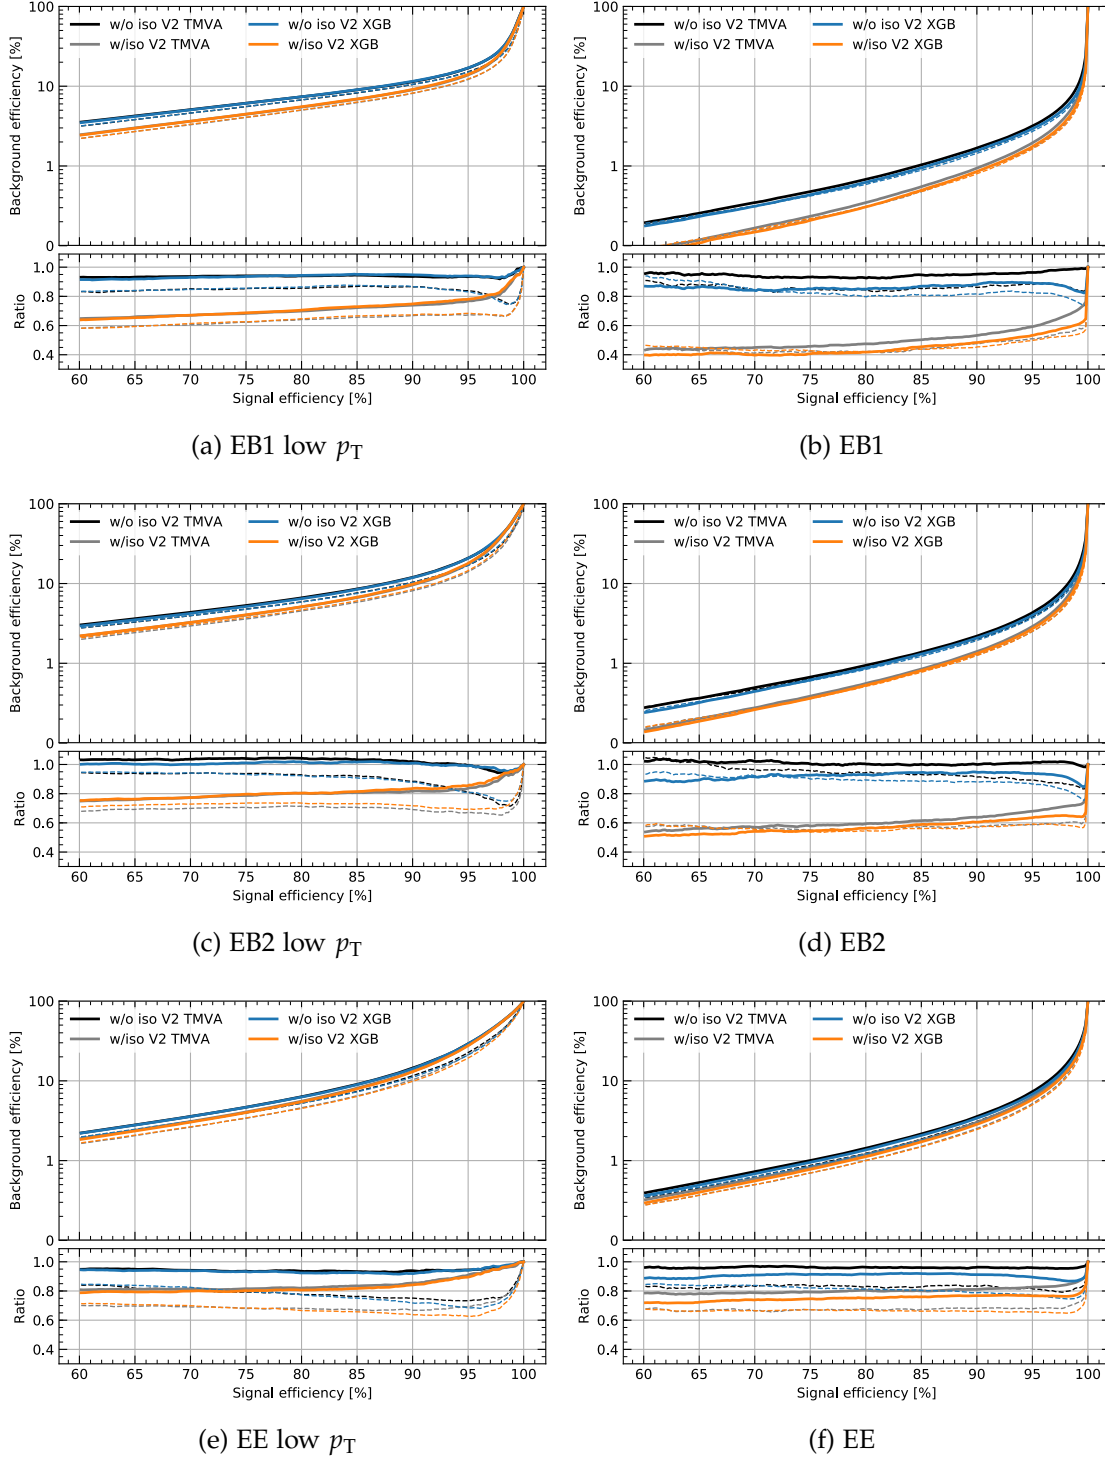 w/o iso V2 TMVA w/o iso V2 XGB
w/iso V2 TMVA w/iso V2 XGB
Background efficiency [%]
100
10
1
0
Ratio
1.0
0.8
0.6
0.4
60 65 70 75 80 85 90 95 100
Signal efficiency [%]
(a) EB1 low pT
w/o iso V2 TMVA w/o iso V2 XGB
w/iso V2 TMVA w/iso V2 XGB
Background efficiency [%]
100
10
1
0
Ratio
1.0
0.8
0.6
0.4
60 65 70 75 80 85 90 95 100
Signal efficiency [%]
(b) EB1
w/o iso V2 TMVA w/o iso V2 XGB
w/iso V2 TMVA w/iso V2 XGB
Background efficiency [%]
100
10
1
0
Ratio
1.0
0.8
0.6
0.4
60 65 70 75 80 85 90 95 100
Signal efficiency [%]
(c) EB2 low pT
w/o iso V2 TMVA w/o iso V2 XGB
w/iso V2 TMVA w/iso V2 XGB
Background efficiency [%]
100
10
1
0
Ratio
1.0
0.8
0.6
0.4
60 65 70 75 80 85 90 95 100
Signal efficiency [%]
(d) EB2
w/o iso V2 TMVA w/o iso V2 XGB
w/iso V2 TMVA w/iso V2 XGB
Background efficiency [%]
100
10
1
0
Ratio
1.0
0.8
0.6
0.4
60 65 70 75 80 85 90 95 100
Signal efficiency [%]
(e) EE low pT
w/o iso V2 TMVA w/o iso V2 XGB
w/iso V2 TMVA w/iso V2 XGB
Background efficiency [%]
100
10
1
0
Ratio
1.0
0.8
0.6
0.4
60 65 70 75 80 85 90 95 100
Signal efficiency [%]
(f) EE